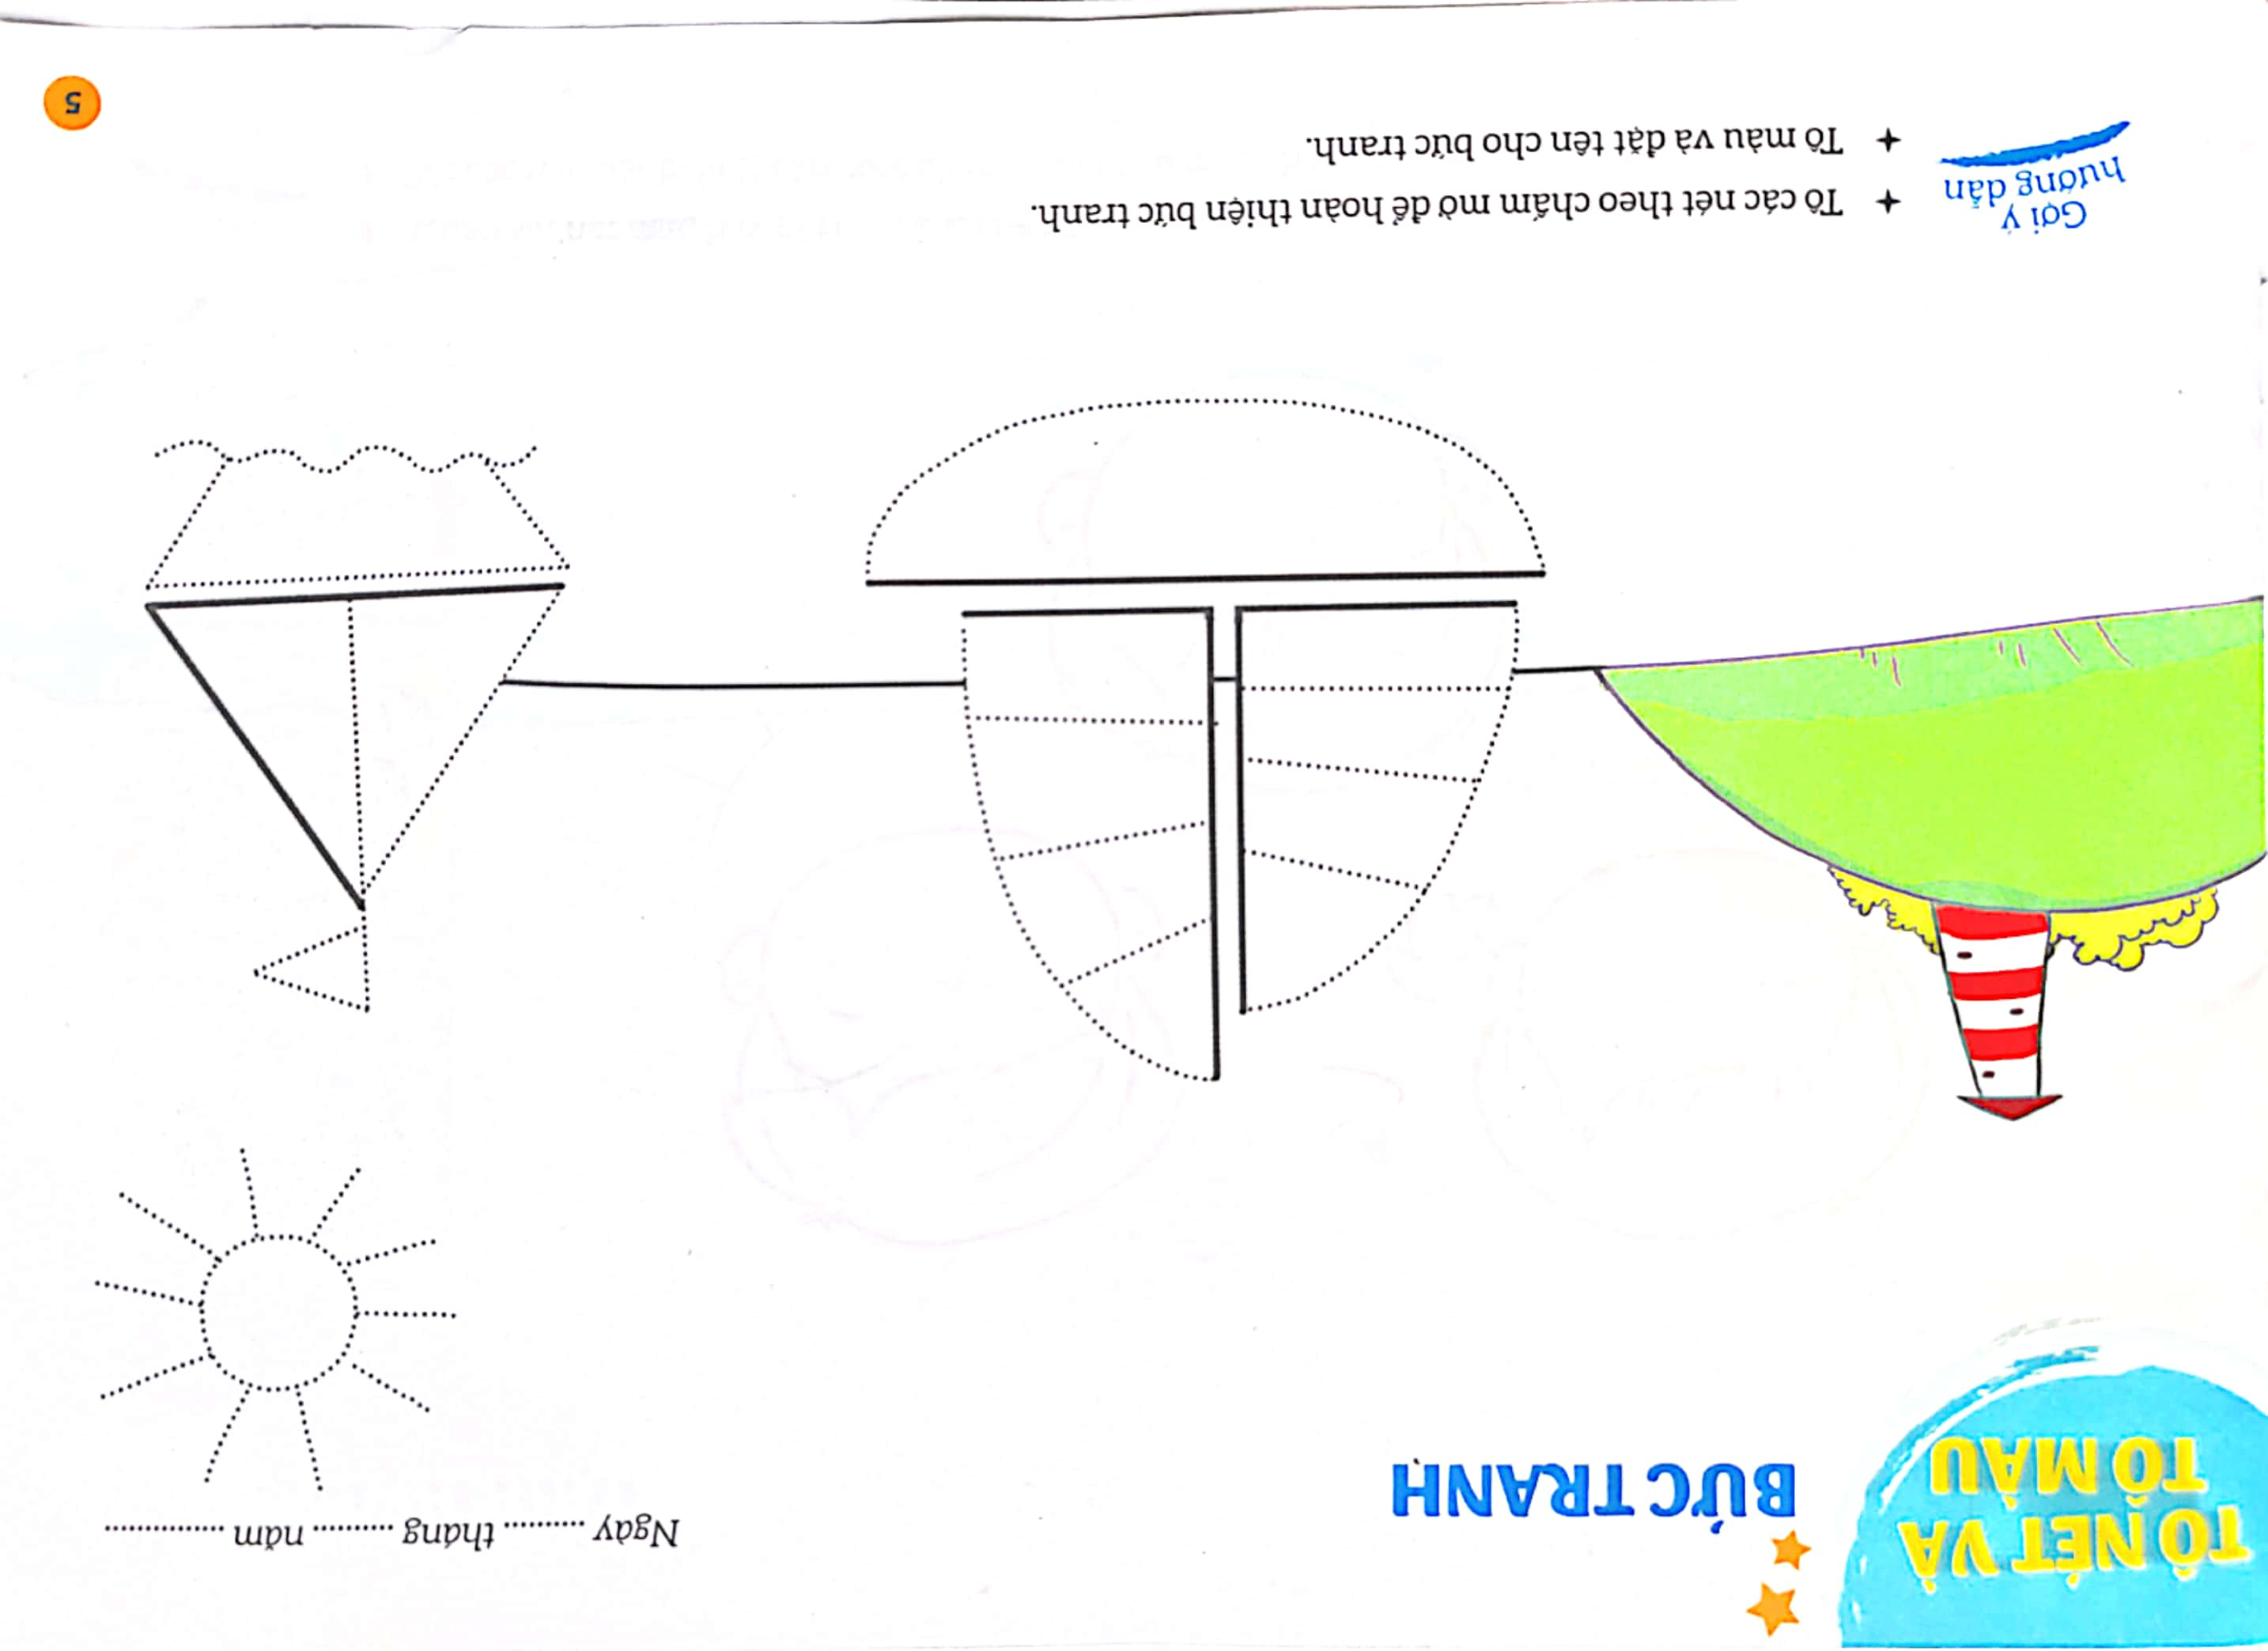 TÔ NÉT VÀ
TÔ MÀU
BỨC TRANH
Ngày ........... tháng ........... năm ................
Gợi ý
hướng dẫn
+ Tô các nét theo chấm mờ để hoàn thiện bức tranh.
+ Tô màu và đặt tên cho bức tranh.
5